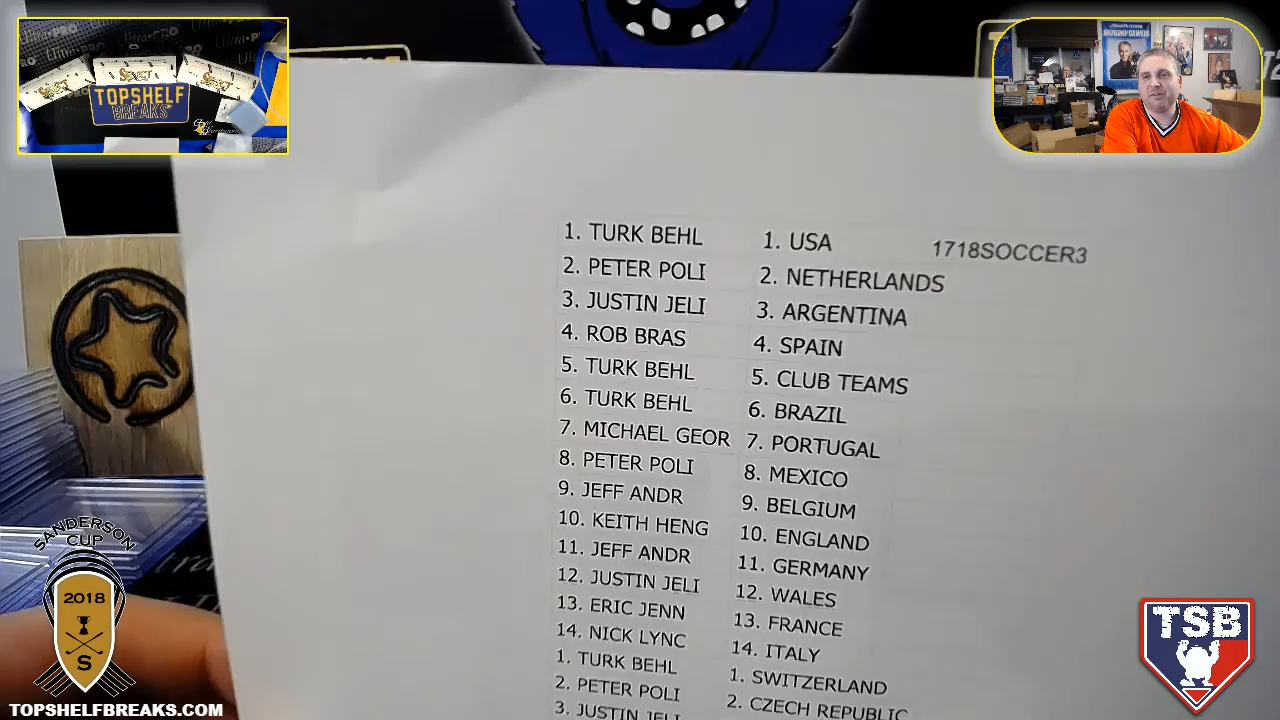 TOPSHELF
BREAKS
SELECT
1. TURK BEHL 1. USA 1718SOCCER3
2. PETER POLI 2. NETHERLANDS
3. JUSTIN JELI 3. ARGENTINA
4. ROB BRAS 4. SPAIN
5. TURK BEHL 5. CLUB TEAMS
6. TURK BEHL 6. BRAZIL
7. MICHAEL GEOR 7. PORTUGAL
8. PETER POLI 8. MEXICO
9. JEFF ANDR 9. BELGIUM
10. KEITH HENG 10. ENGLAND
11. JEFF ANDR 11. GERMANY
12. JUSTIN JELI 12. WALES
13. ERIC JENN 13. FRANCE
14. NICK LYNC 14. ITALY
1. TURK BEHL 1. SWITZERLAND
2. PETER POLI 2. CZECH REPUBLIC
3. JUSTIN JELI
SANDERSON
CUP
2018
S
TOPSHELFBREAKS.COM
TSB